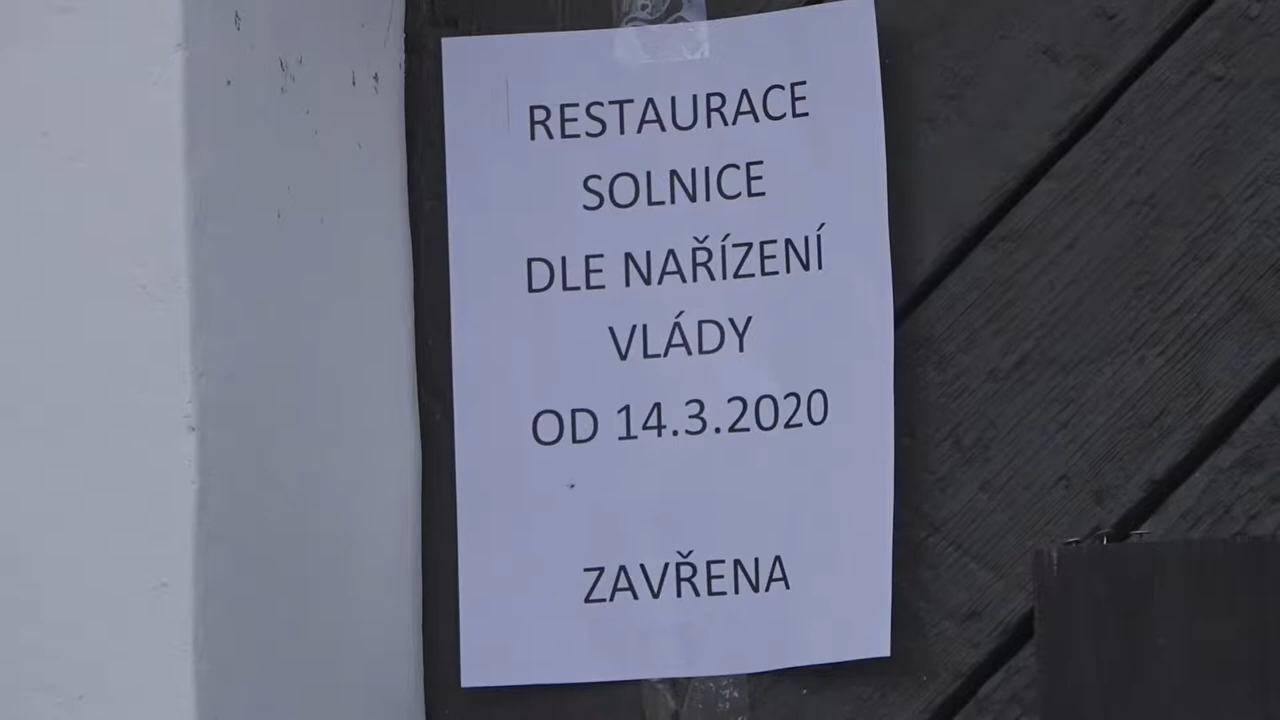 RESTAURACE
SOLNICE
DLE NAŘÍZENÍ
VLÁDY
OD 14.3.2020
ZAVŘENA